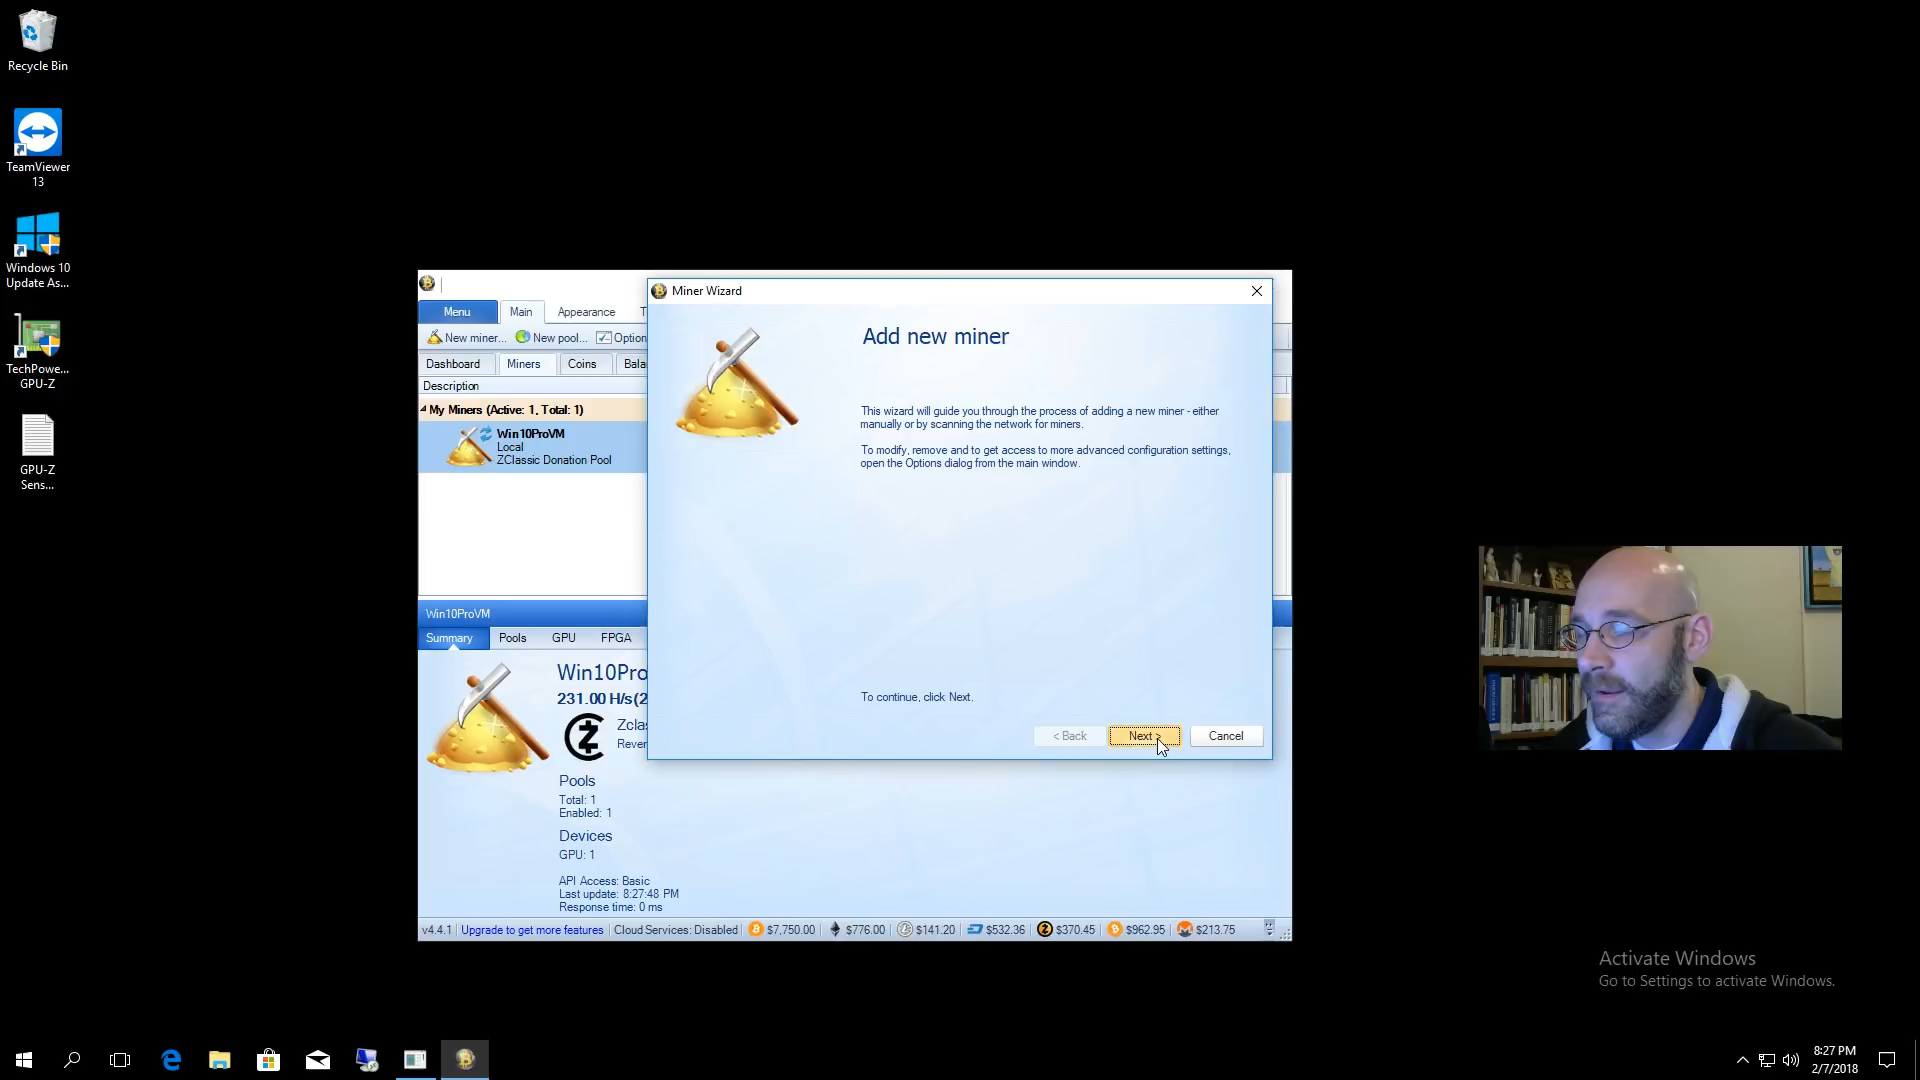 Recycle Bin
TeamViewer
13
Windows 10
Update As...
TechPowe...
GPU-Z
GPU-Z
Sens...
Menu
Main
Appearance
T
New miner...
New pool...
Option
Dashboard
Miners
Coins
Bala
Description
My Miners (Active: 1, Total: 1)
Win10ProVM
Local
ZClassic Donation Pool
Win10ProVM
Summary
Pools
GPU
FPGA
Win10Pro
231.00 H/s(2
Zclas
Rever
Pools
Total: 1
Enabled: 1
Devices
GPU: 1
API Access: Basic
Last update: 8:27:48 PM
Response time: 0 ms
v4.4.1
Upgrade to get more features
Cloud Services: Disabled
$7,750.00
$776.00
$141.20
$532.36
$370.45
$962.95
$213.75
Miner Wizard
Add new miner
This wizard will guide you through the process of adding a new miner - either
manually or by scanning the network for miners.
To modify, remove and to get access to more advanced configuration settings,
open the Options dialog from the main window.
To continue, click Next.
< Back
Next >
Cancel
Activate Windows
Go to Settings to activate Windows.
8:27 PM
2/7/2018